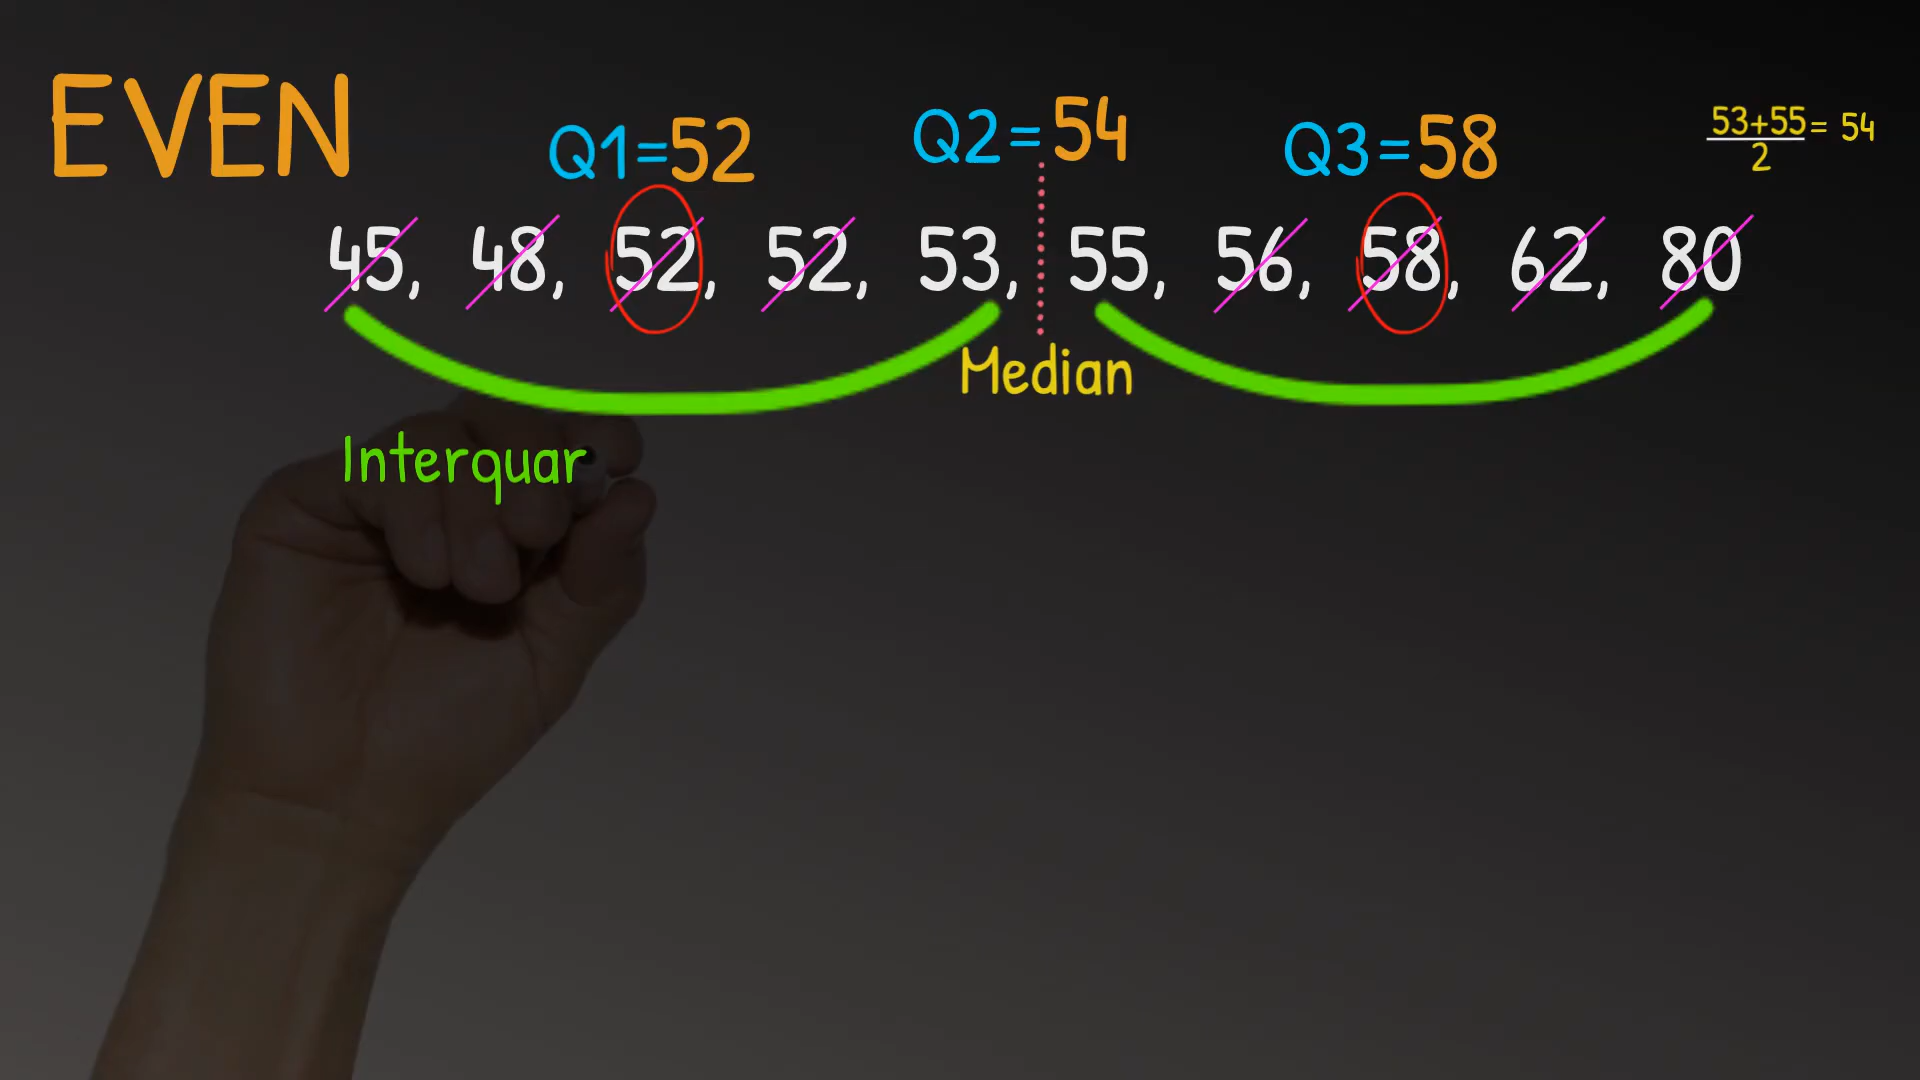 EVEN
Q1=52
Q2=54
Q3=58
53+55
2
= 54
45, 48, 52, 52, 53, 55, 56, 58, 62, 80
Median
Interquar